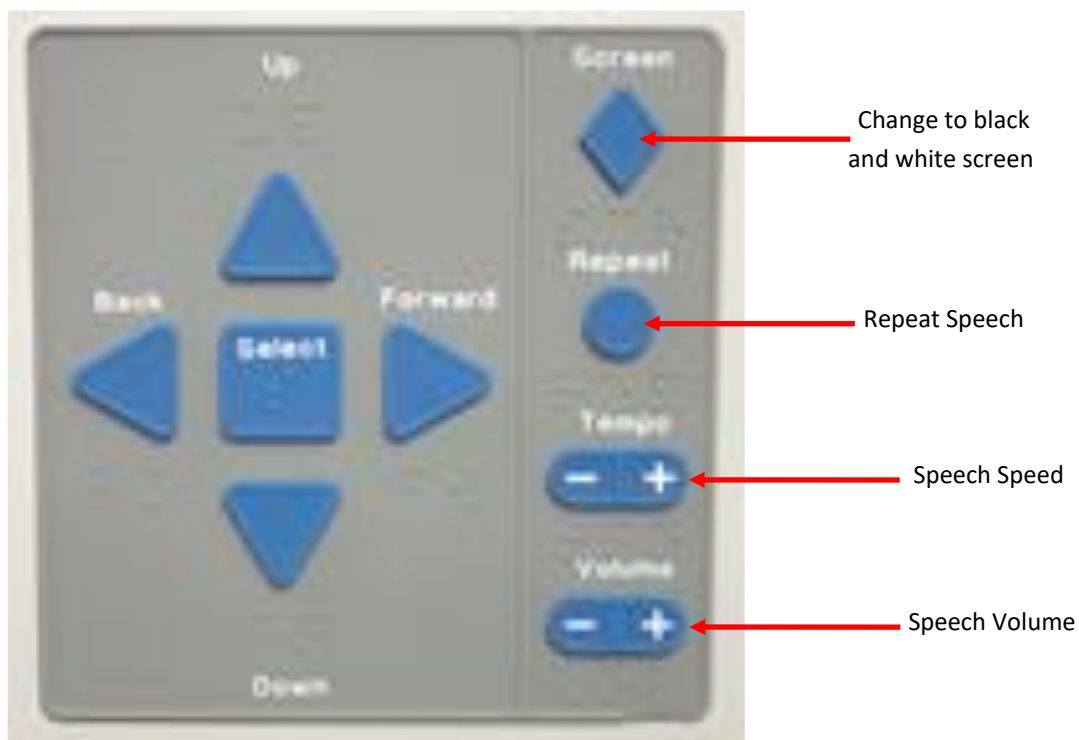 Up
Screen
Change to black
and white screen
Repeat
Back
Forward
Repeat Speech
Select
Tempo
- +
Speech Speed
Volume
- +
Speech Volume
Down